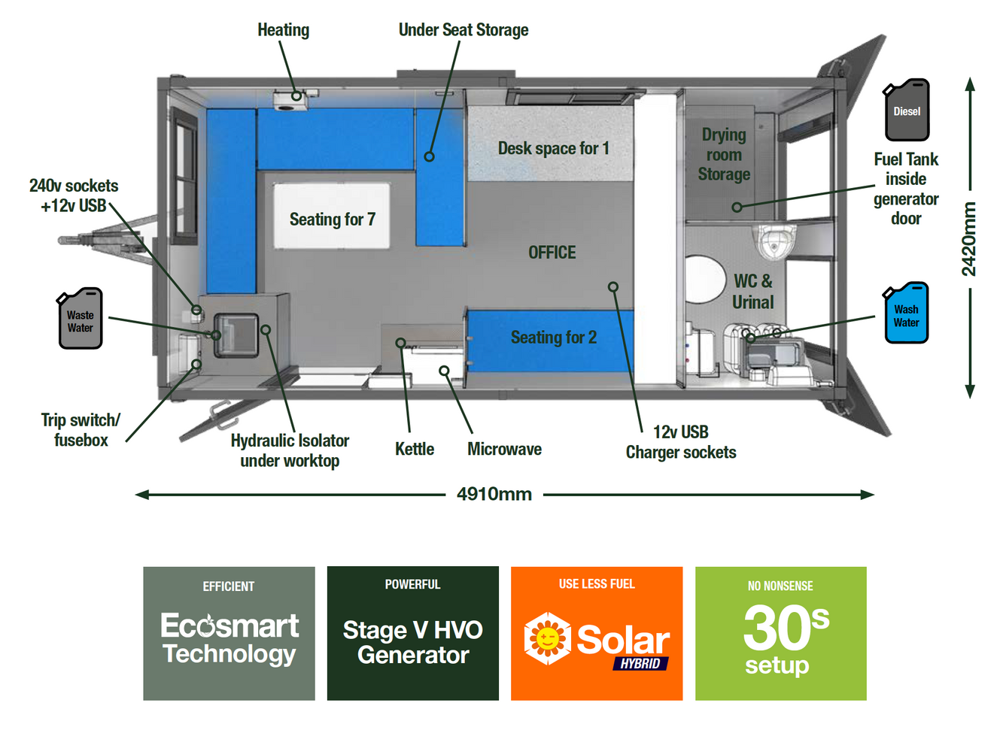 Heating
Under Seat Storage
Diesel
Desk space for 1
Drying
room
Storage
Fuel Tank
inside
generator
door
240v sockets
+12v USB
Seating for 7
OFFICE
2420mm
WC &
Urinal
Waste
Water
Wash
Water
Seating for 2
Trip switch/
fusebox
Hydraulic Isolator
under worktop
Kettle
Microwave
12v USB
Charger sockets
4910mm
EFFICIENT
Ecosmart
Technology
POWERFUL
Stage V HVO
Generator
USE LESS FUEL
Solar
HYBRID
NO NONSENSE
30s
setup